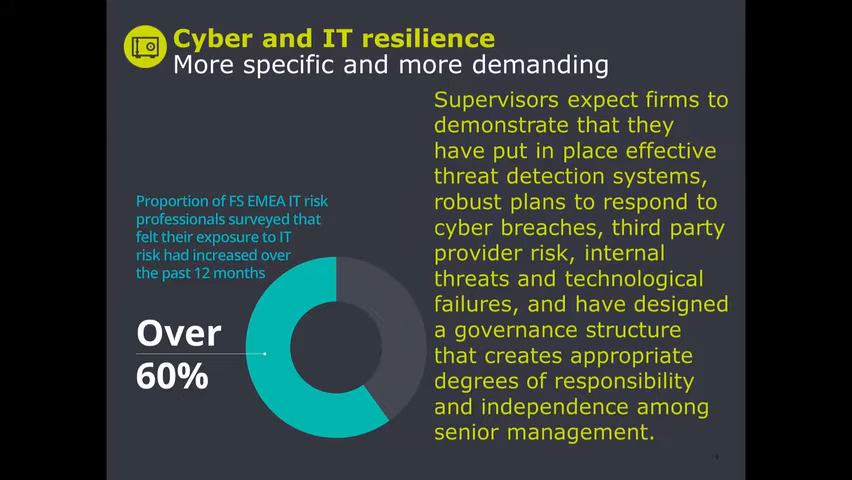 Cyber and IT resilience
More specific and more demanding
Supervisors expect firms to
demonstrate that they
have put in place effective
threat detection systems,
robust plans to respond to
cyber breaches, third party
provider risk, internal
threats and technological
failures, and have designed
a governance structure
that creates appropriate
degrees of responsibility
and independence among
senior management.
Proportion of FS EMEA IT risk
professionals surveyed that
felt their exposure to IT
risk had increased over
the past 12 months
Over
60%